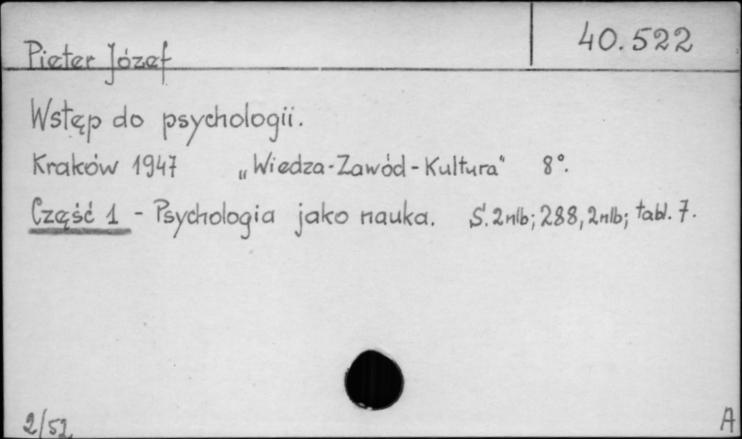 40.522
Pieter Józef
Wstęp do psychologii.
Kraków 1947 „Wiedza-Zawód-Kultura" 8°.
Część 1 - Psychologia jako nauka. S. 2nlb; 288, 2nlb; tabl. 7.
2/52 A